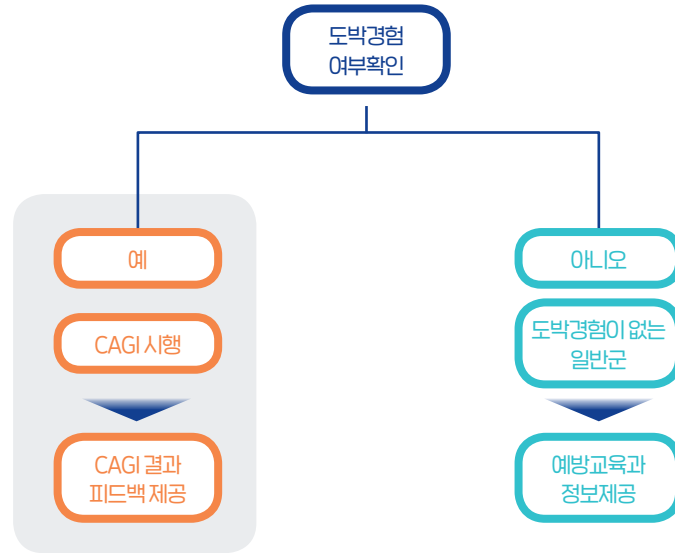 도박경험
여부확인
예
CAGI 시행
CAGI 결과
피드백 제공
아니오
도박경험이 없는
일반군
예방교육과
정보제공